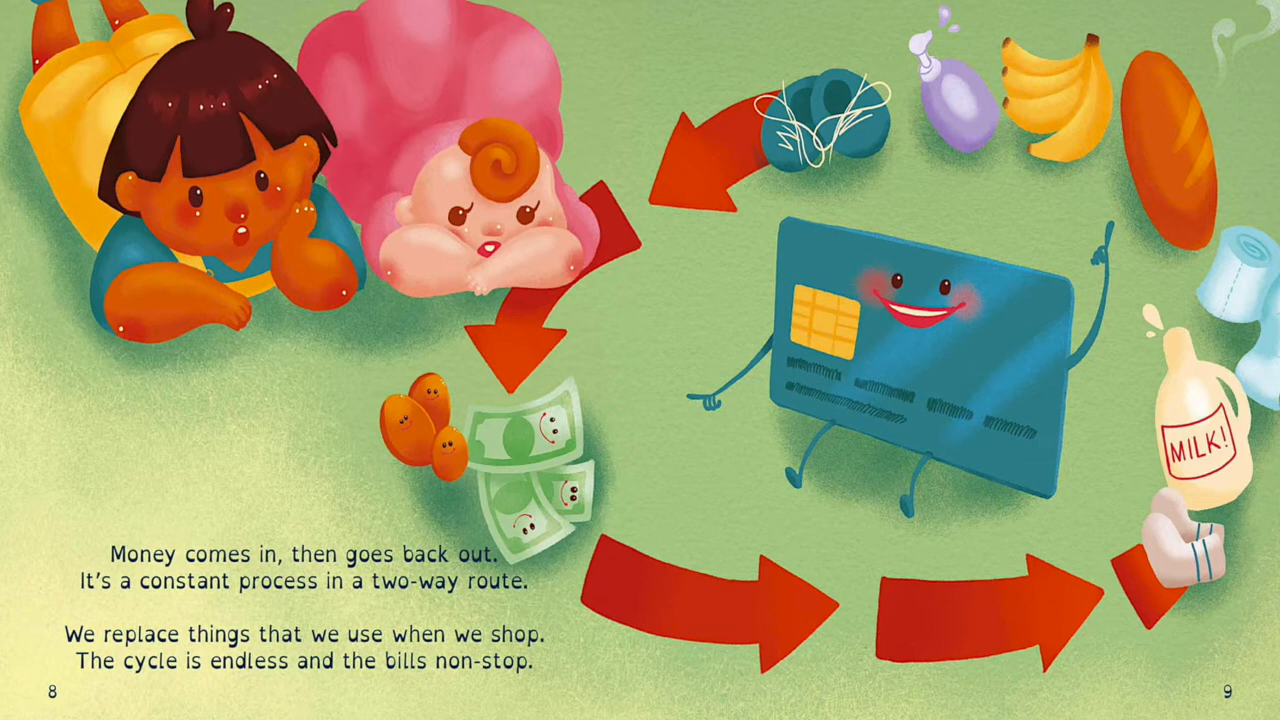 MILK!
Money comes in, then goes back out.
It's a constant process in a two-way route.
We replace things that we use when we shop.
The cycle is endless and the bills non-stop.
8
9